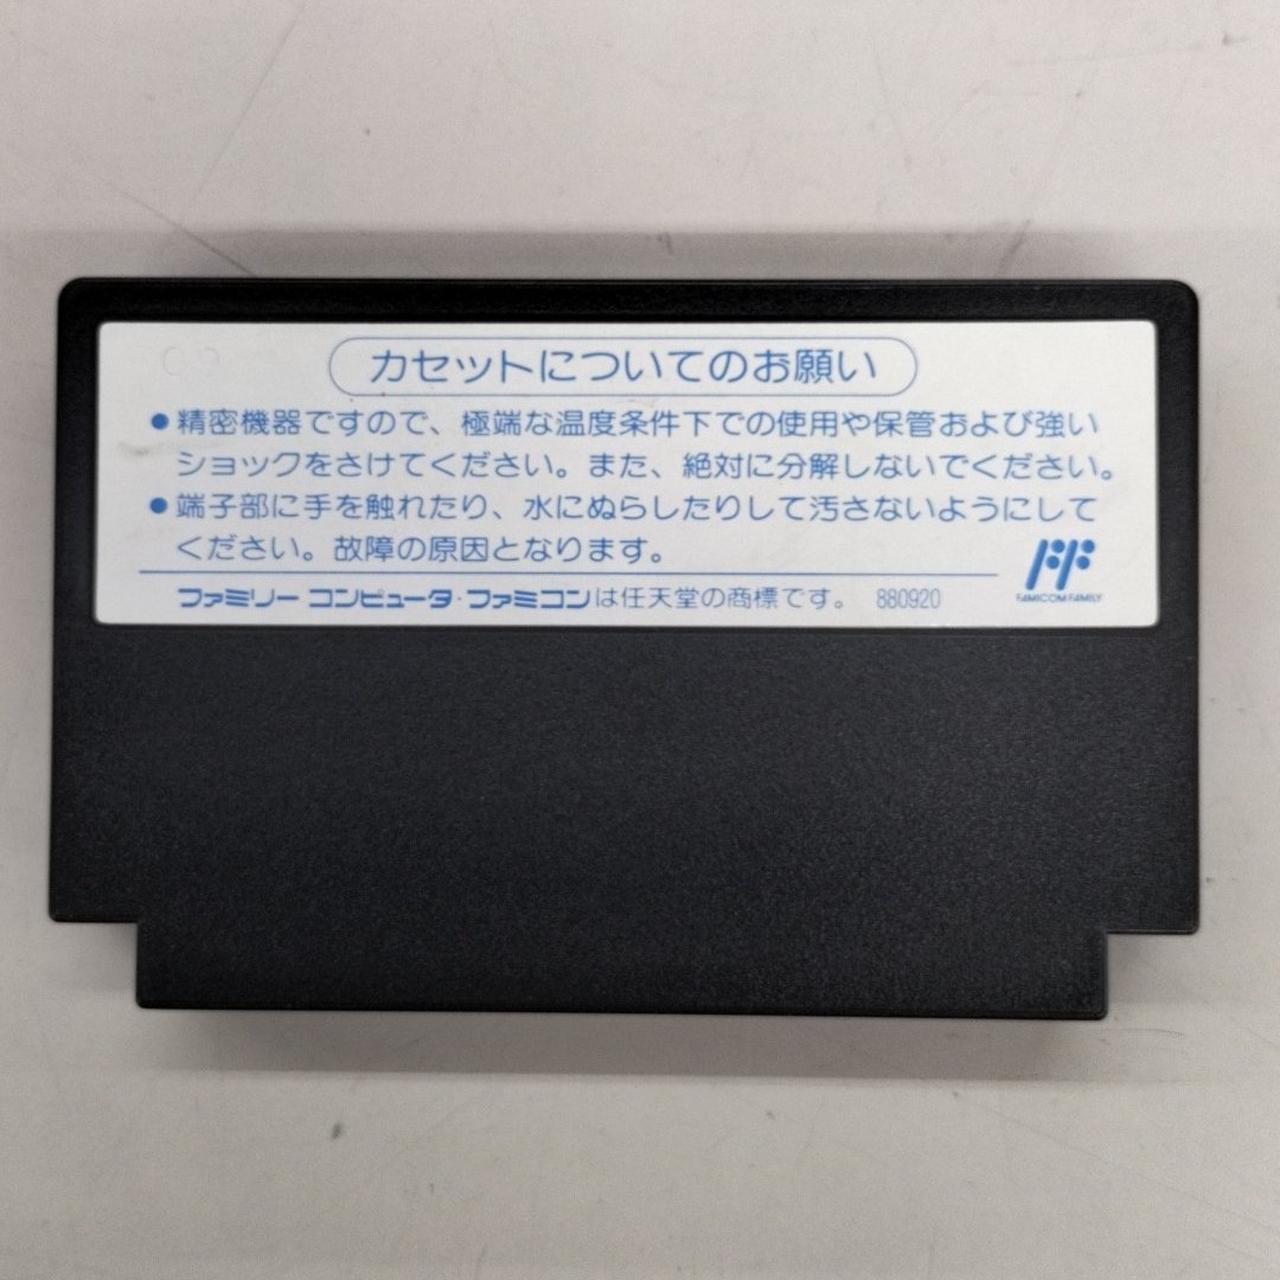 カセットについてのお願い
●精密機器ですので、極端な温度条件下での使用や保管および強い
ショックをさけてください。また、絶対に分解しないでください。
●端子部に手を触れたり、水にぬらしたりして汚さないようにして
ください。故障の原因となります。
FF
FAMICOM FAMILY
ファミリー コンピュータ・ファミコンは任天堂の商標です。 880920